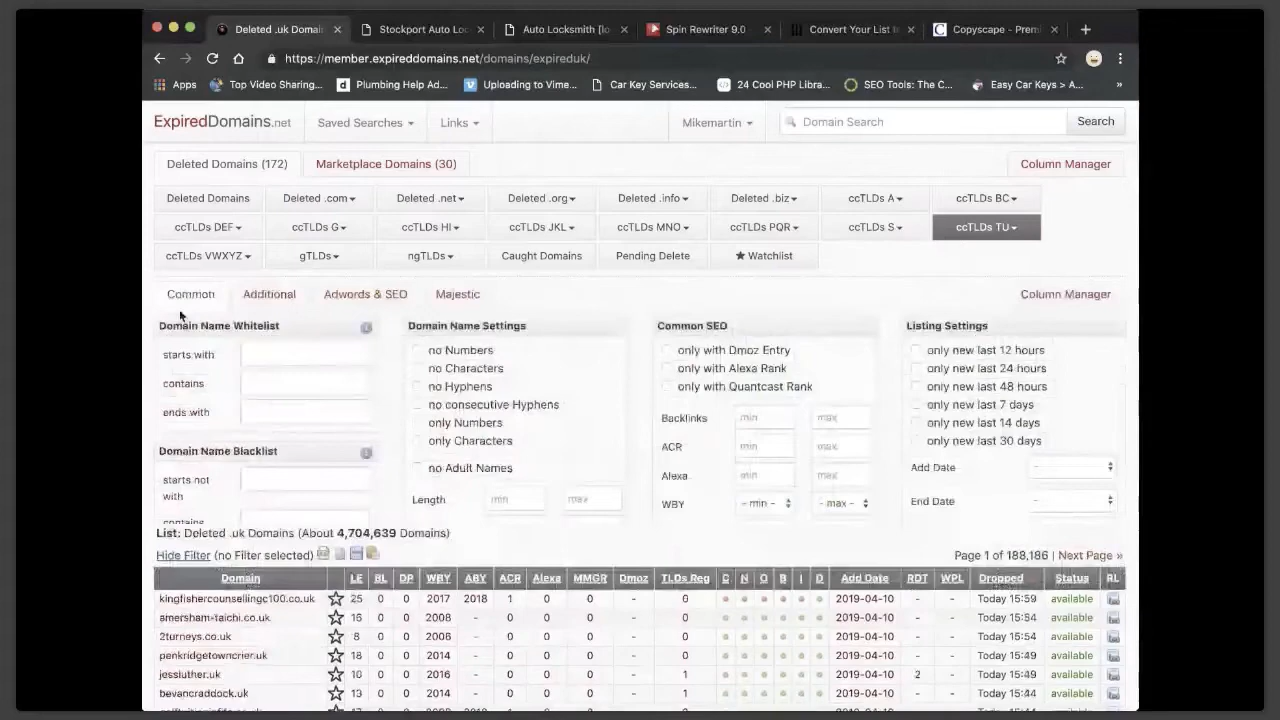 Deleted .uk Domai
Stockport Auto Loc
Auto Locksmith [lo
Spin Rewriter 9.0
Convert Your List I
Copyscape - Premi
https://member.expireddomains.net/domains/expireduk/
Apps
Top Video Sharing...
Plumbing Help Ad...
Uploading to Vime...
Car Key Services...
24 Cool PHP Libra...
SEO Tools: The C...
Easy Car Keys > A...
»
ExpiredDomains.net
Saved Searches
Links
Mikemartin
Domain Search
Search
Deleted Domains (172)
Marketplace Domains (30)
Column Manager
Deleted Domains
Deleted .com
Deleted .net
Deleted .org
Deleted .info
Deleted .biz
ccTLDs A
ccTLDs BC
ccTLDs DEF
ccTLDs G
ccTLDs HI
ccTLDs JKL
ccTLDs MNO
ccTLDs PQR
ccTLDs S
ccTLDs TU
ccTLDs VWXYZ
gTLDs
ngTLDs
Caught Domains
Pending Delete
Watchlist
Common
Additional
Adwords & SEO
Majestic
Column Manager
Domain Name Whitelist
starts with
contains
ends with
Domain Name Blacklist
starts not
with
contains
Domain Name Settings
no Numbers
no Characters
no Hyphens
no consecutive Hyphens
only Numbers
only Characters
no Adult Names
Length min max
Common SEO
only with Dmoz Entry
only with Alexa Rank
only with Quantcast Rank
Backlinks min max
ACR min max
Alexa min max
WBY - min - - max -
Listing Settings
only new last 12 hours
only new last 24 hours
only new last 48 hours
only new last 7 days
only new last 14 days
only new last 30 days
Add Date -
End Date -
List: Deleted .uk Domains (About 4,704,639 Domains)
Hide Filter (no Filter selected)
Page 1 of 188,186 | Next Page »
Domain LE BL DP WBY ABY ACR Alexa MMGR Dmoz TLDs Reg C N O B I D Add Date RDT WPL Dropped Status RL
kingfishercounsellingc100.co.uk 25 0 0 2017 2018 1 0 0 - 0 2019-04-10 - - Today 15:59 available
amersham-taichi.co.uk 16 0 0 2008 - 0 0 0 - 0 2019-04-10 - - Today 15:54 available
2turneys.co.uk 8 0 0 2006 - 0 0 0 - 0 2019-04-10 - - Today 15:54 available
penkridgetowncrier.uk 18 0 0 2014 - 0 0 0 - 0 2019-04-10 - - Today 15:49 available
jessluther.uk 10 0 0 2016 - 0 0 0 - 1 2019-04-10 2 - Today 15:49 available
bevancraddock.uk 13 0 0 2014 - 0 0 0 - 1 2019-04-10 - - Today 15:44 available